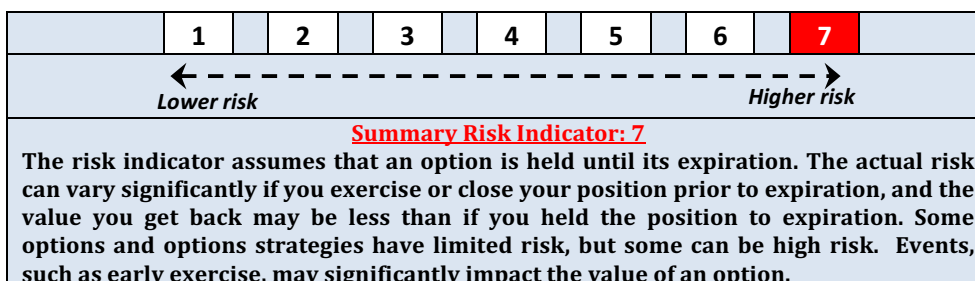 1 2 3 4 5 6 7
Lower risk Higher risk
Summary Risk Indicator: 7
The risk indicator assumes that an option is held until its expiration. The actual risk
can vary significantly if you exercise or close your position prior to expiration, and the
value you get back may be less than if you held the position to expiration. Some
options and options strategies have limited risk, but some can be high risk. Events,
such as early exercise, may significantly impact the value of an option.